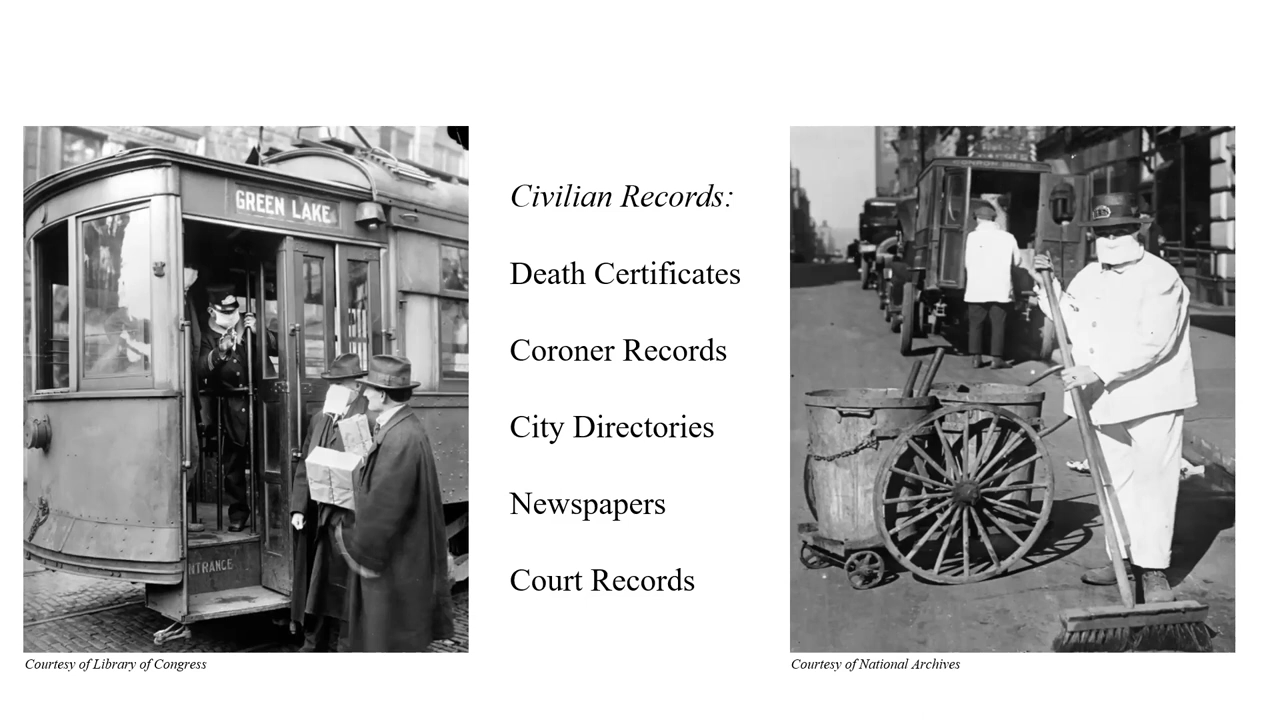 GREEN LAKE
NTRANCE
Courtesy of Library of Congress
Civilian Records:
Death Certificates
Coroner Records
City Directories
Newspapers
Court Records
Courtesy of National Archives